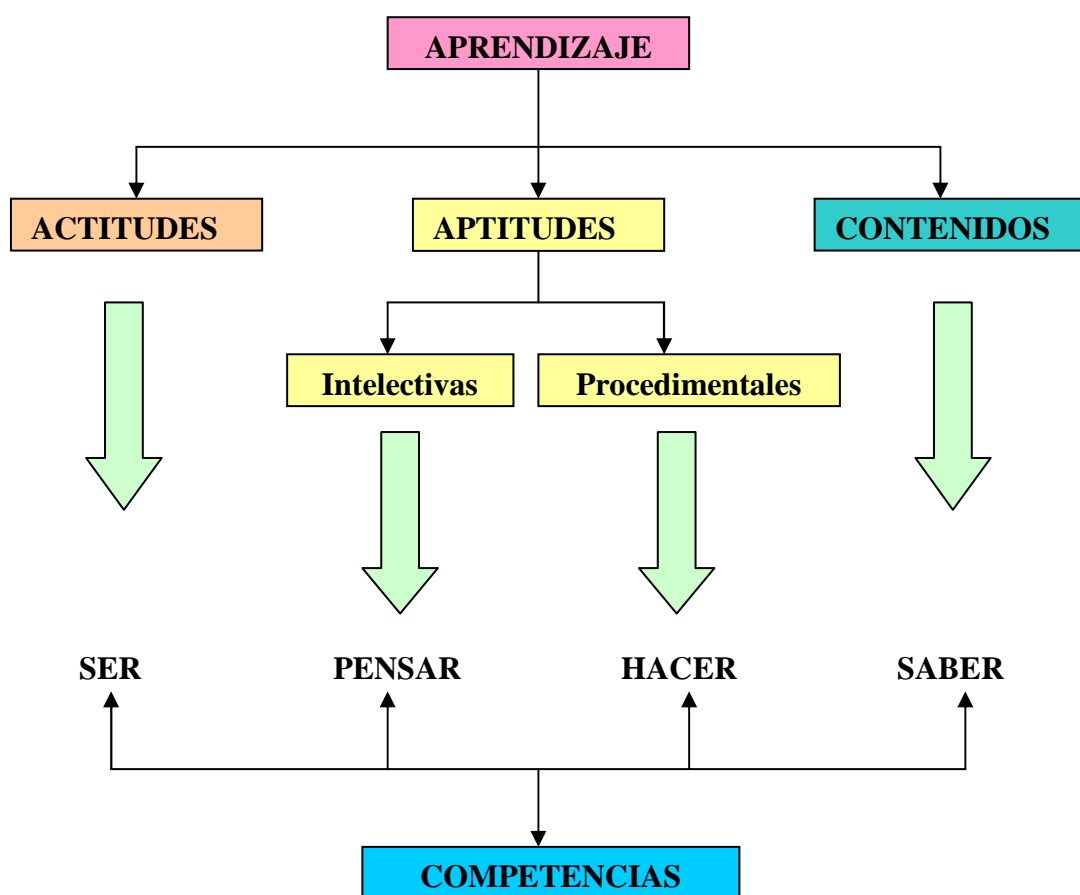 APRENDIZAJE
ACTITUDES APTITUDES CONTENIDOS
Intelectivas Procedimentales
SER PENSAR HACER SABER
COMPETENCIAS